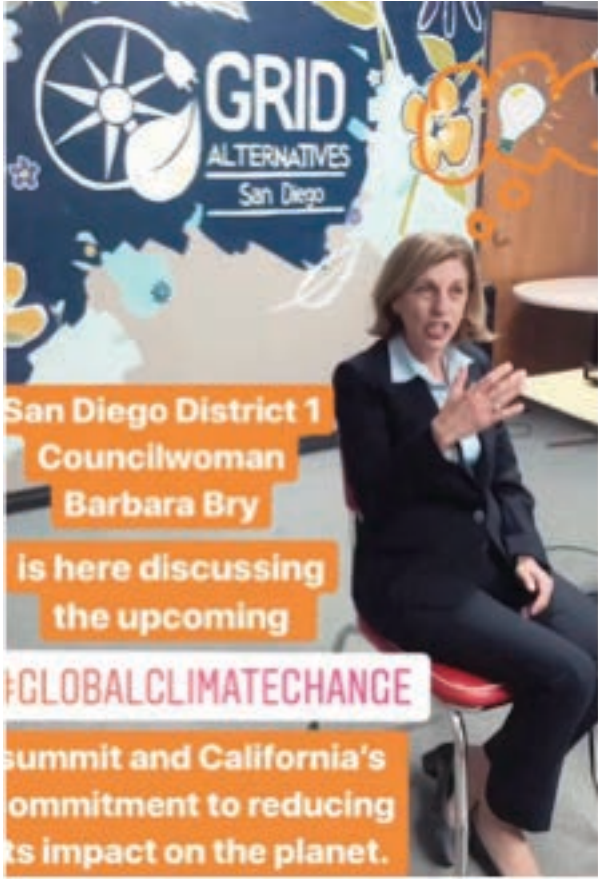 GRID
ALTERNATIVES
San Diego
San Diego District 1
Councilwoman
Barbara Bry
is here discussing
the upcoming
#GLOBALCLIMATECHANGE
summit and California's
ommitment to reducing
ts impact on the planet.